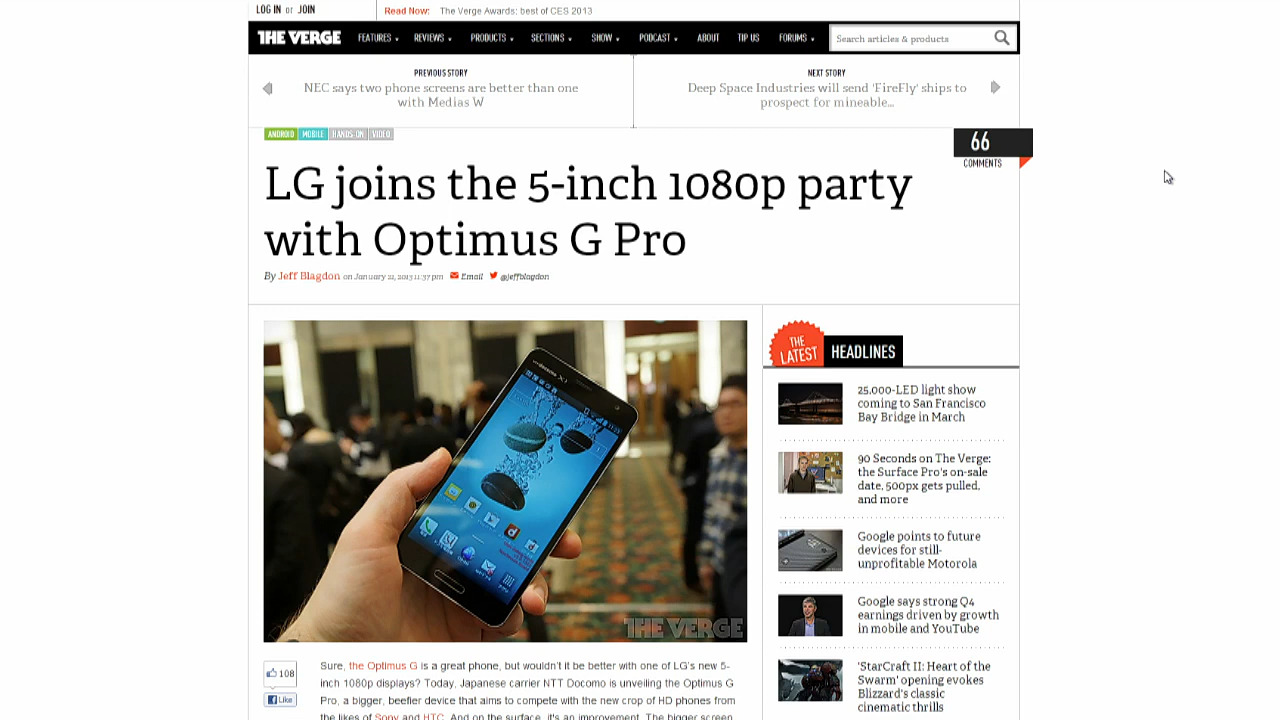 LOG IN or JOIN
Read Now: The Verge Awards: best of CES 2013
THE VERGE FEATURES REVIEWS PRODUCTS SECTIONS SHOW PODCAST ABOUT TIP US FORUMS Search articles & products
PREVIOUS STORY
NEC says two phone screens are better than one
with Medias W
NEXT STORY
Deep Space Industries will send 'FireFly' ships to
prospect for mineable...
ANDROID MOBILE HANDS-ON VIDEO
66
COMMENTS
LG joins the 5-inch 1080p party
with Optimus G Pro
By Jeff Blagdon on January 22, 2013 11:37 pm Email @jeffblagdon
THE VERGE
108
Like
Sure, the Optimus G is a great phone, but wouldn't it be better with one of LG's new 5-
inch 1080p displays? Today, Japanese carrier NTT Docomo is unveiling the Optimus G
Pro, a bigger, beefier device that aims to compete with the new crop of HD phones from
the likes of Sony and HTC. And on the surface, it's an improvement. The bigger screen
THE
LATEST
HEADLINES
25,000-LED light show
coming to San Francisco
Bay Bridge in March
90 Seconds on The Verge:
the Surface Pro's on-sale
date, 500px gets pulled,
and more
Google points to future
devices for still-
unprofitable Motorola
Google says strong Q4
earnings driven by growth
in mobile and YouTube
'StarCraft II: Heart of the
Swarm' opening evokes
Blizzard's classic
cinematic thrills